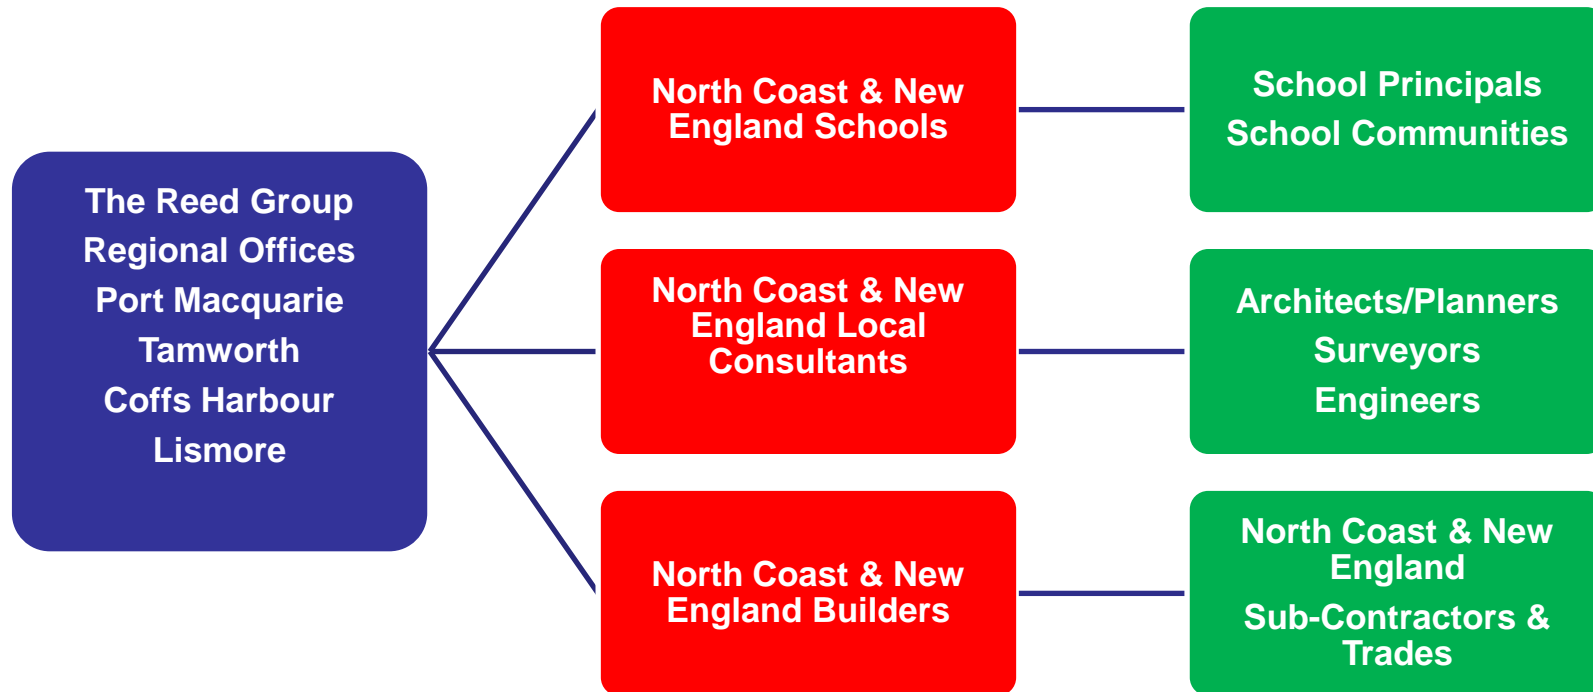 The Reed Group
Regional Offices
Port Macquarie
Tamworth
Coffs Harbour
Lismore
North Coast & New
England Schools
School Principals
School Communities
North Coast & New
England Local
Consultants
Architects/Planners
Surveyors
Engineers
North Coast & New
England Builders
North Coast & New
England
Sub-Contractors &
Trades